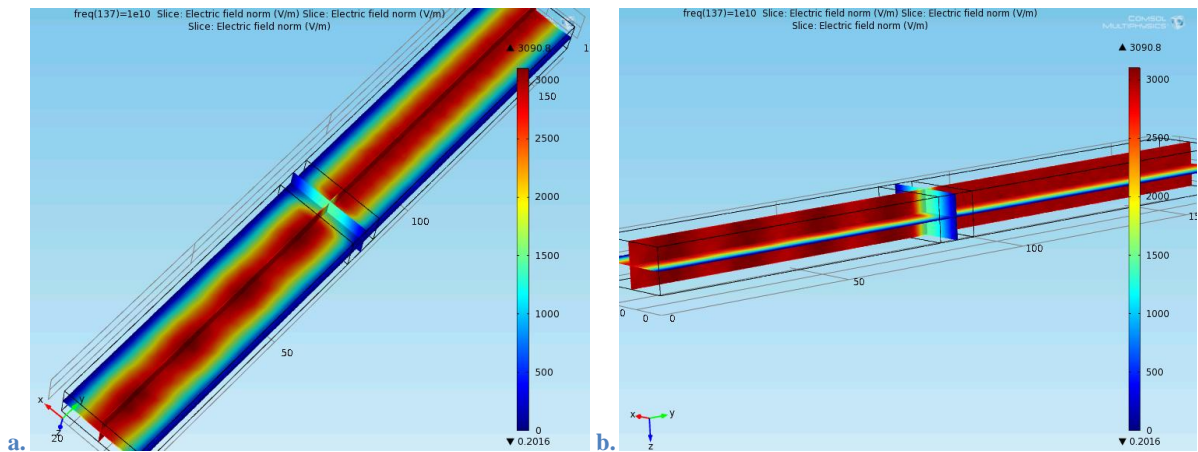 freq(137)=1e10 Slice: Electric field norm (V/m) Slice: Electric field norm (V/m)
Slice: Electric field norm (V/m)
▲ 3090.8
3000
150
2500
2000
1500
1000
500
0
▼ 0.2016
1
100
50
20
x
y
z
a.
freq(137)=1e10 Slice: Electric field norm (V/m) Slice: Electric field norm (V/m)
Slice: Electric field norm (V/m)
COMSOL
MULTIPHYSICS
▲ 3090.8
3000
2500
2000
1500
1000
500
0
▼ 0.2016
15
100
50
0
0
0
x
y
z
b.